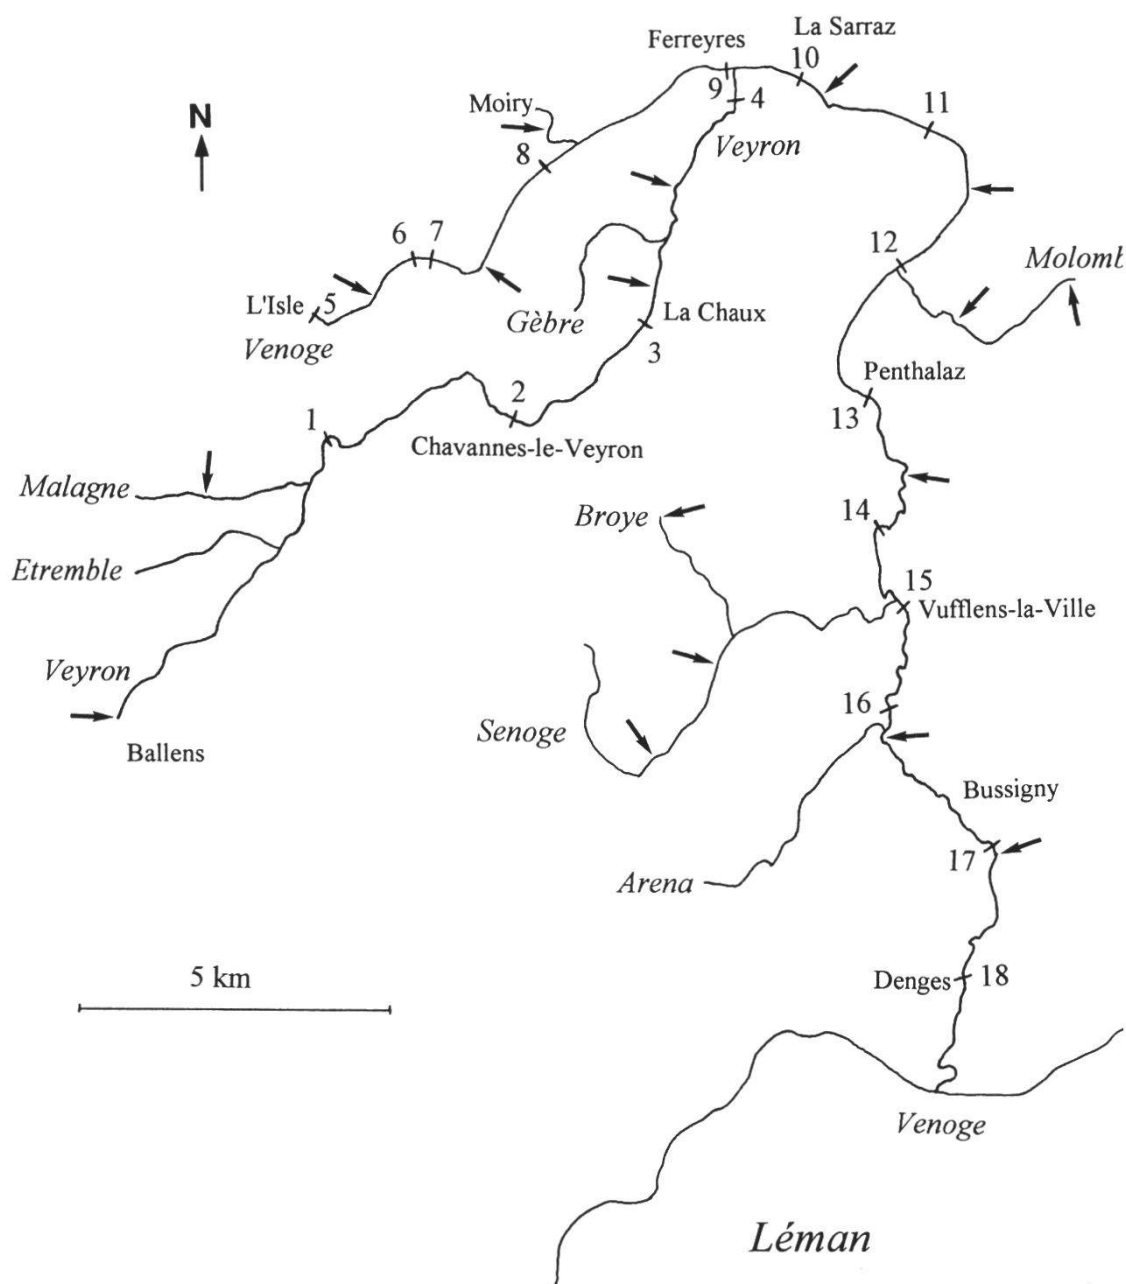 La Sarraz
Ferreyres
10
9
4
11
N
Moiry
Veyron
8
6
7
12
Molomb
L'Isle
5
Venoge
Gèbre
La Chaux
3
Penthalaz
2
13
1
Chavannes-le-Veyron
Malagne
Broye
14
Etremble
15
Vufflens-la-Ville
Veyron
16
Senoge
Ballens
Bussigny
17
Arena
5 km
Denges
18
Venoge
Léman